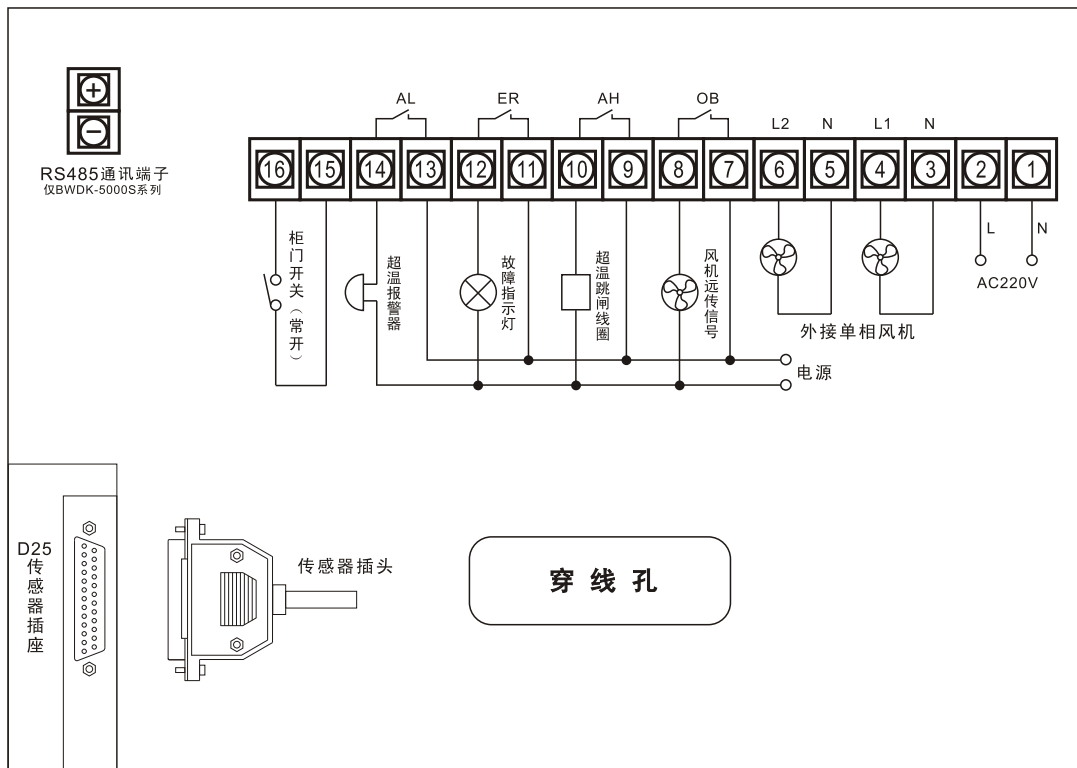 +
−
RS485通讯端子
仅BWDK-5000S系列
AL
ER
AH
OB
L2
N
L1
N
16
15
14
13
12
11
10
9
8
7
6
5
4
3
2
1
柜门开关（常开）
超温报警器
故障指示灯
超温跳闸线圈
风机远传信号
外接单相风机
L
N
AC220V
电源
D25
传感器插座
传感器插头
穿线孔